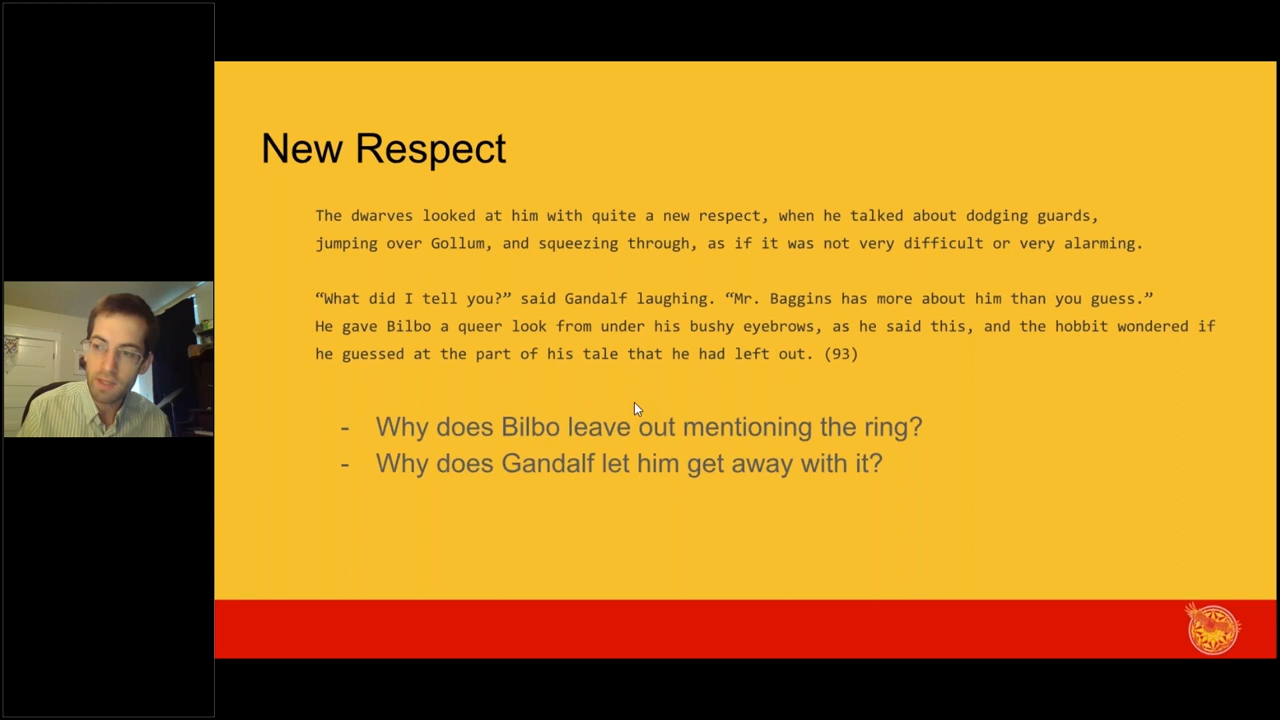 New Respect
The dwarves looked at him with quite a new respect, when he talked about dodging guards,
jumping over Gollum, and squeezing through, as if it was not very difficult or very alarming.
“What did I tell you?” said Gandalf laughing. “Mr. Baggins has more about him than you guess.”
He gave Bilbo a queer look from under his bushy eyebrows, as he said this, and the hobbit wondered if
he guessed at the part of his tale that he had left out. (93)
- Why does Bilbo leave out mentioning the ring?
- Why does Gandalf let him get away with it?